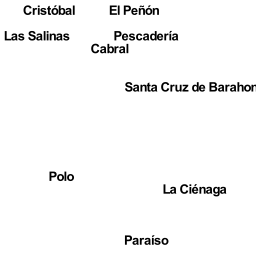 Cristóbal
El Peñón
Las Salinas
Pescadería
Cabral
Santa Cruz de Barahon
Polo
La Ciénaga
Paraíso